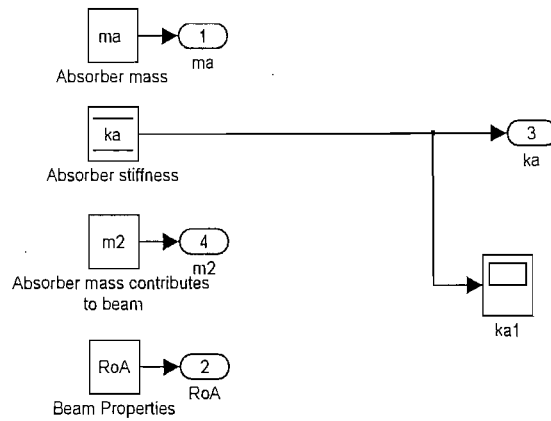 ma
1
ma
Absorber mass
ka
3
ka
Absorber stiffness
m2
4
m2
Absorber mass contributes
to beam
ka1
RoA
2
RoA
Beam Properties